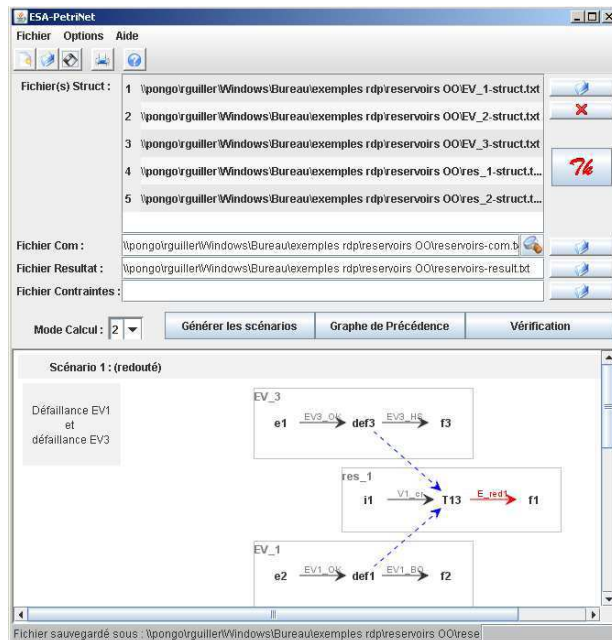 ESA-PetriNet
Fichier Options Aide
Fichier(s) Struct :
1 \\pongo\rguiller\Windows\Bureau\exemples rdp\reservoirs OO\EV_1-struct.txt
2 \\pongo\rguiller\Windows\Bureau\exemples rdp\reservoirs OO\EV_2-struct.txt
3 \\pongo\rguiller\Windows\Bureau\exemples rdp\reservoirs OO\EV_3-struct.txt
4 \\pongo\rguiller\Windows\Bureau\exemples rdp\reservoirs OO\res_1-struct.t...
5 \\pongo\rguiller\Windows\Bureau\exemples rdp\reservoirs OO\res_2-struct.t...
Fichier Com : \\pongo\rguiller\Windows\Bureau\exemples rdp\reservoirs OO\reservoirs-com.t
Fichier Resultat : \\pongo\rguiller\Windows\Bureau\exemples rdp\reservoirs OO\reservoirs-result.txt
Fichier Contraintes :
Mode Calcul : 2 Générer les scénarios Graphe de Précédence Vérification
Scénario 1 : (redouté)
Défaillance EV1
et
défaillance EV3
EV_3
e1 EV3_OK def3 EV3_HS f3
res_1
i1 V1_cr T13 E_red1 f1
EV_1
e2 EV1_OK def1 EV1_BO f2
Fichier sauvegardé sous : \\pongo\rguiller\Windows\Bureau\exemples rdp\reservoirs OO\rese